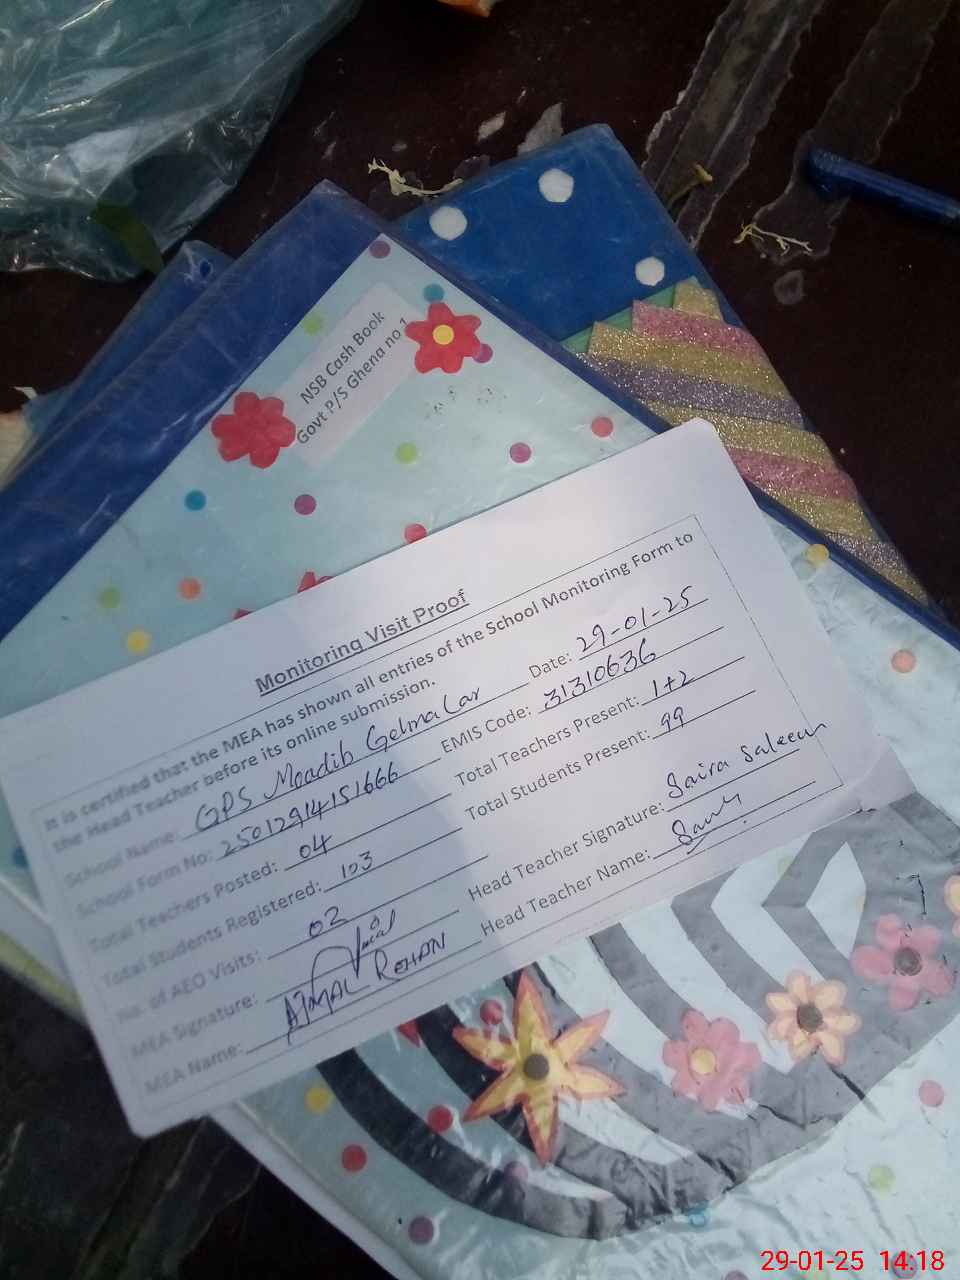 NSB Cash Book
Govt P/S Ghena no 1
Monitoring Visit Proof
It is certified that the MEA has shown all entries of the School Monitoring Form to
the Head Teacher before its online submission.
School Name: GPS Moadib Gelmalar Date: 29-01-25
School Form No: 25012914151666 EMIS Code: 31310636
Total Teachers Posted: 04 Total Teachers Present: 1+2
Total Students Registered: 103 Total Students Present: 99
No. of AEO Visits: 02
MEA Signature: Head Teacher Signature: Saira Saleem
MEA Name: AJMAL REHAN Head Teacher Name:
29-01-25 14:18